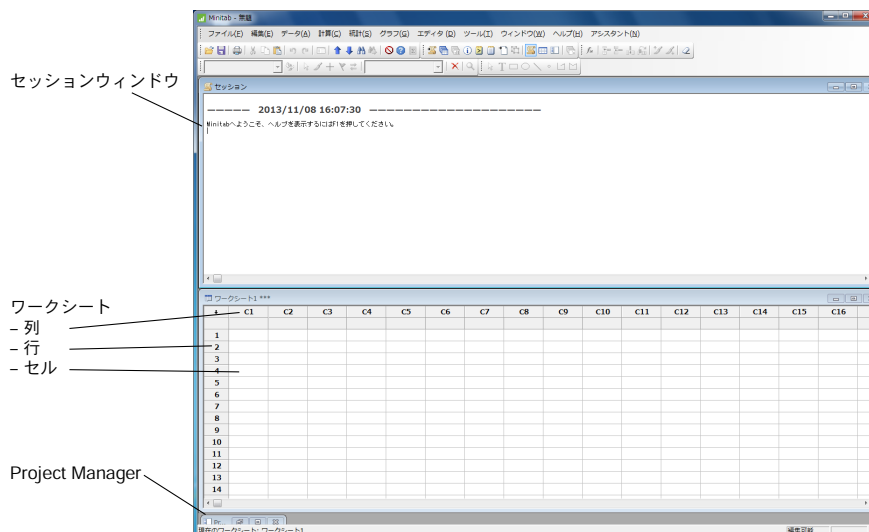 Minitab - 無題
ファイル(F) 編集(E) データ(A) 計算(C) 統計(S) グラフ(G) エディタ(D) ツール(T) ウィンドウ(W) ヘルプ(H) アシスタント(N)
セッションウィンドウ
セッション
————— 2013/11/08 16:07:30 ————————————————————
Minitabへようこそ、ヘルプを表示するにはF1を押してください。
ワークシート
– 列
– 行
– セル
ワークシート1 ***
C1 C2 C3 C4 C5 C6 C7 C8 C9 C10 C11 C12 C13 C14 C15 C16
1
2
3
4
5
6
7
8
9
10
11
12
13
14
Project Manager
Pr...
現在のワークシート: ワークシート1 編集可能